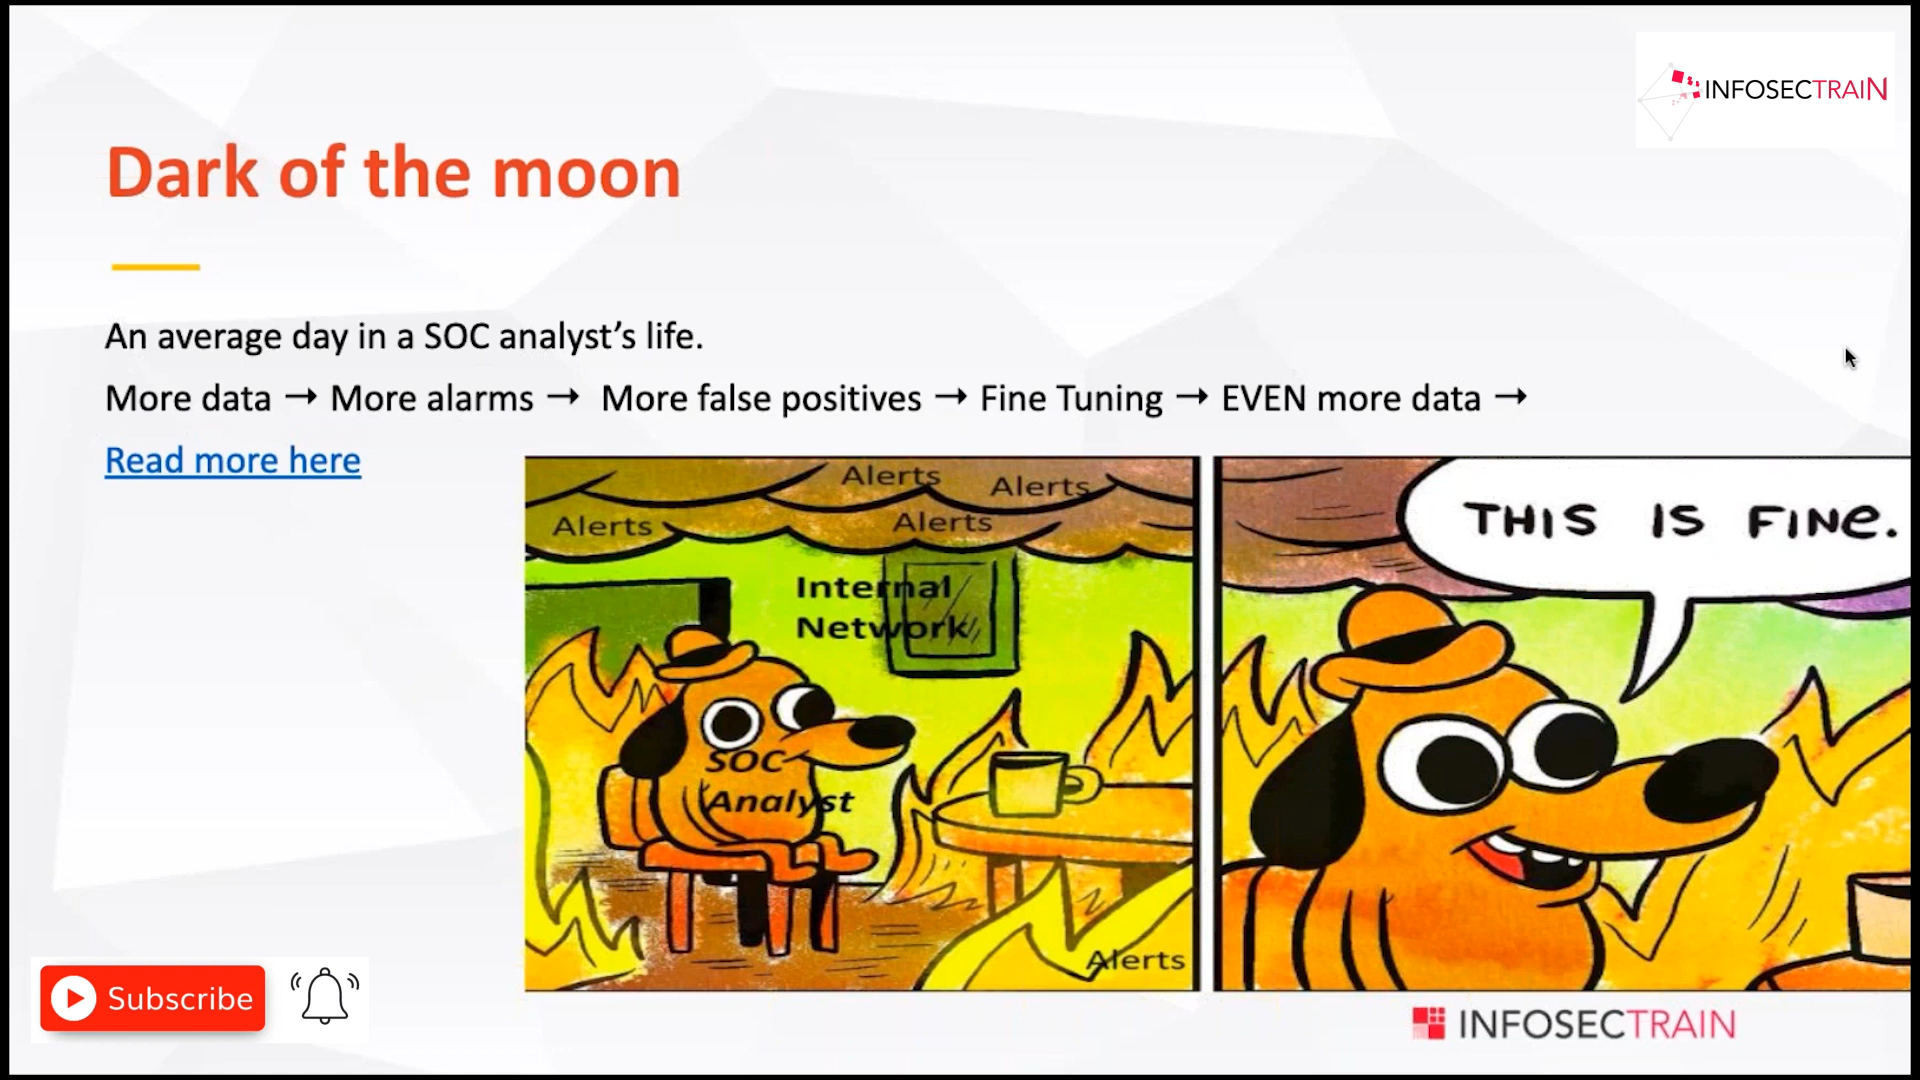 INFOSECTRAIN
Dark of the moon
An average day in a SOC analyst’s life.
More data → More alarms → More false positives → Fine Tuning → EVEN more data →
Read more here
Alerts
Alerts
Alerts
Alerts
Internal
Network
SOC
Analyst
Alerts
THIS IS FINE.
Subscribe
INFOSECTRAIN